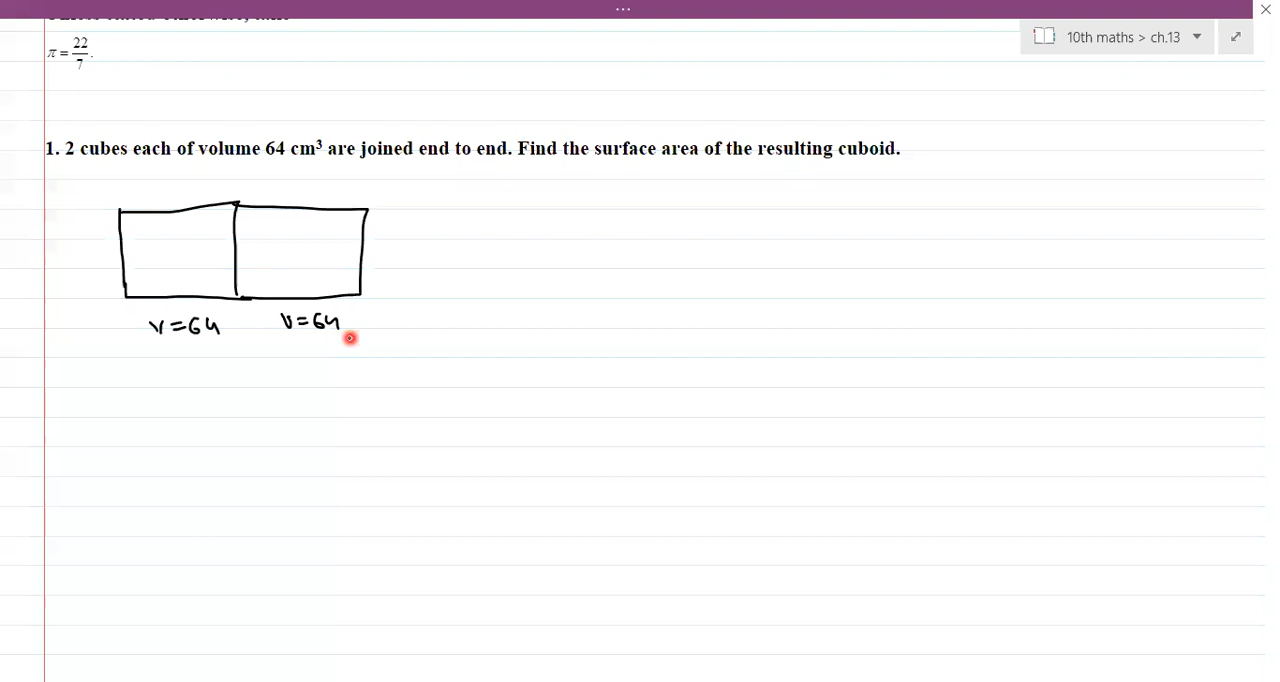 ...
10th maths > ch.13
π = 22/7.
1. 2 cubes each of volume 64 cm³ are joined end to end. Find the surface area of the resulting cuboid.
v=64 v=64